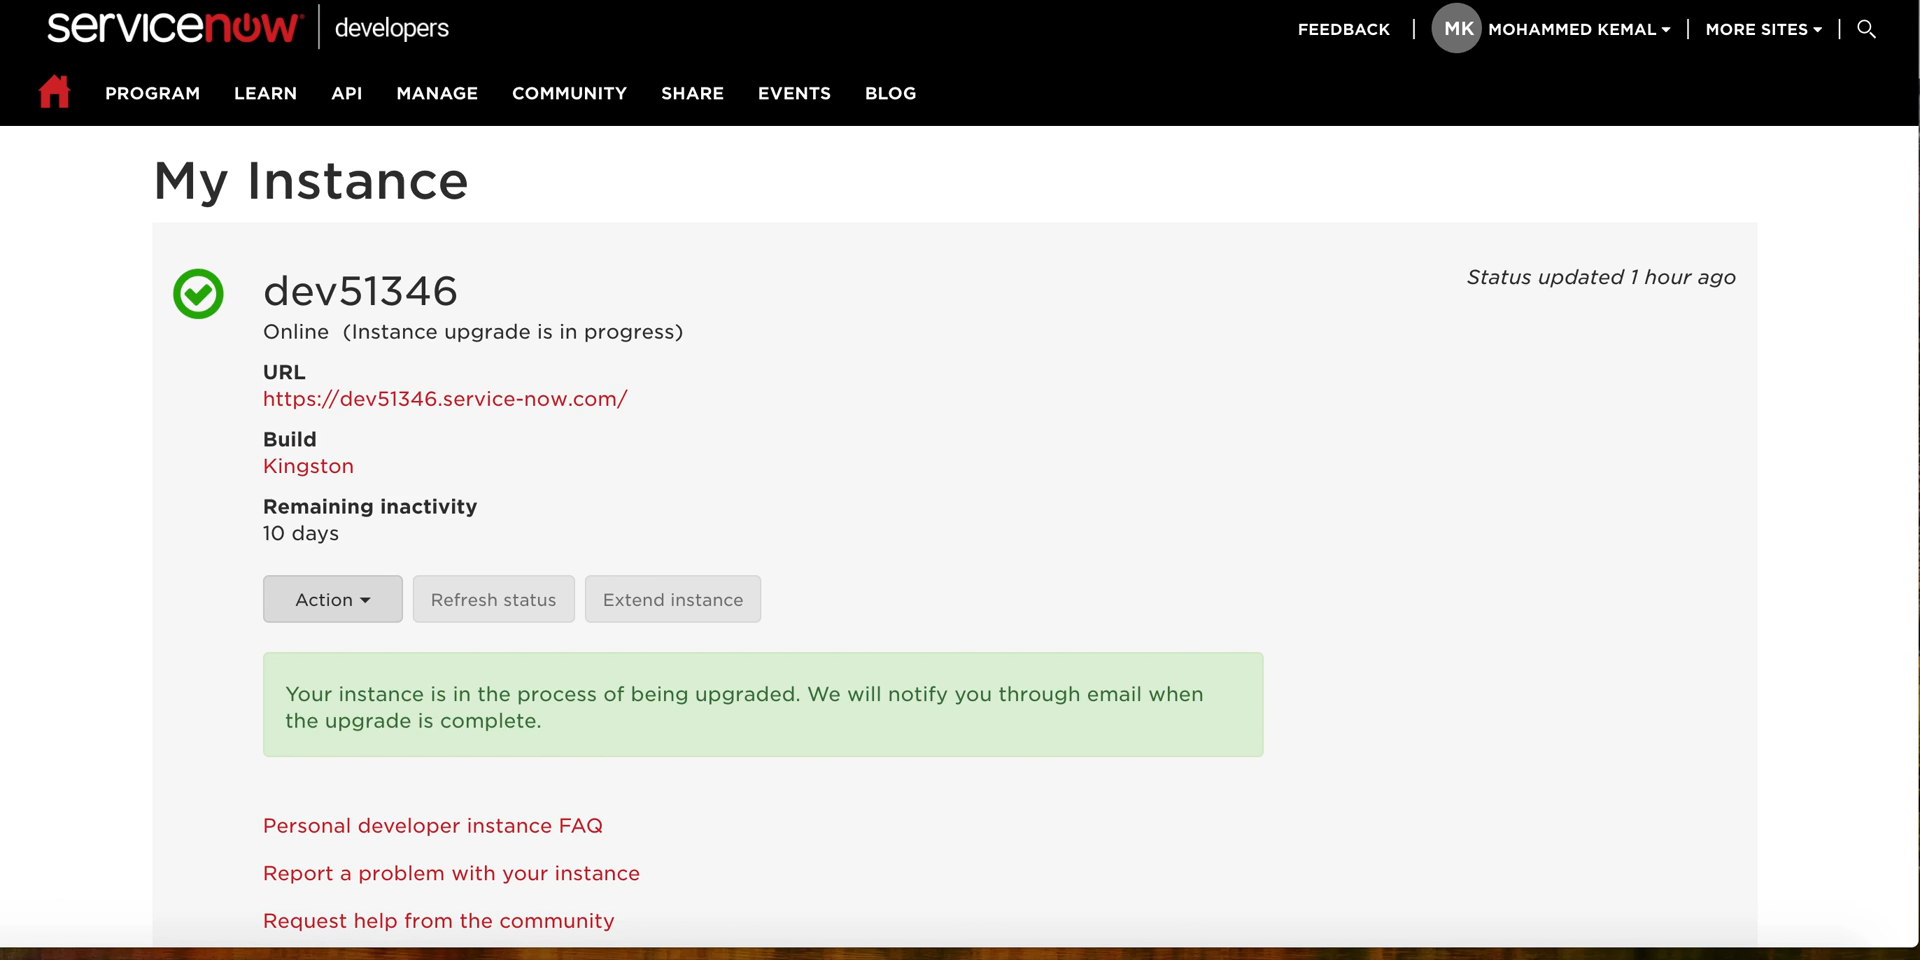 servicenow developers
FEEDBACK | MK MOHAMMED KEMAL | MORE SITES |
PROGRAM LEARN API MANAGE COMMUNITY SHARE EVENTS BLOG
My Instance
dev51346
Status updated 1 hour ago
Online (Instance upgrade is in progress)
URL
https://dev51346.service-now.com/
Build
Kingston
Remaining inactivity
10 days
Action Refresh status Extend instance
Your instance is in the process of being upgraded. We will notify you through email when
the upgrade is complete.
Personal developer instance FAQ
Report a problem with your instance
Request help from the community